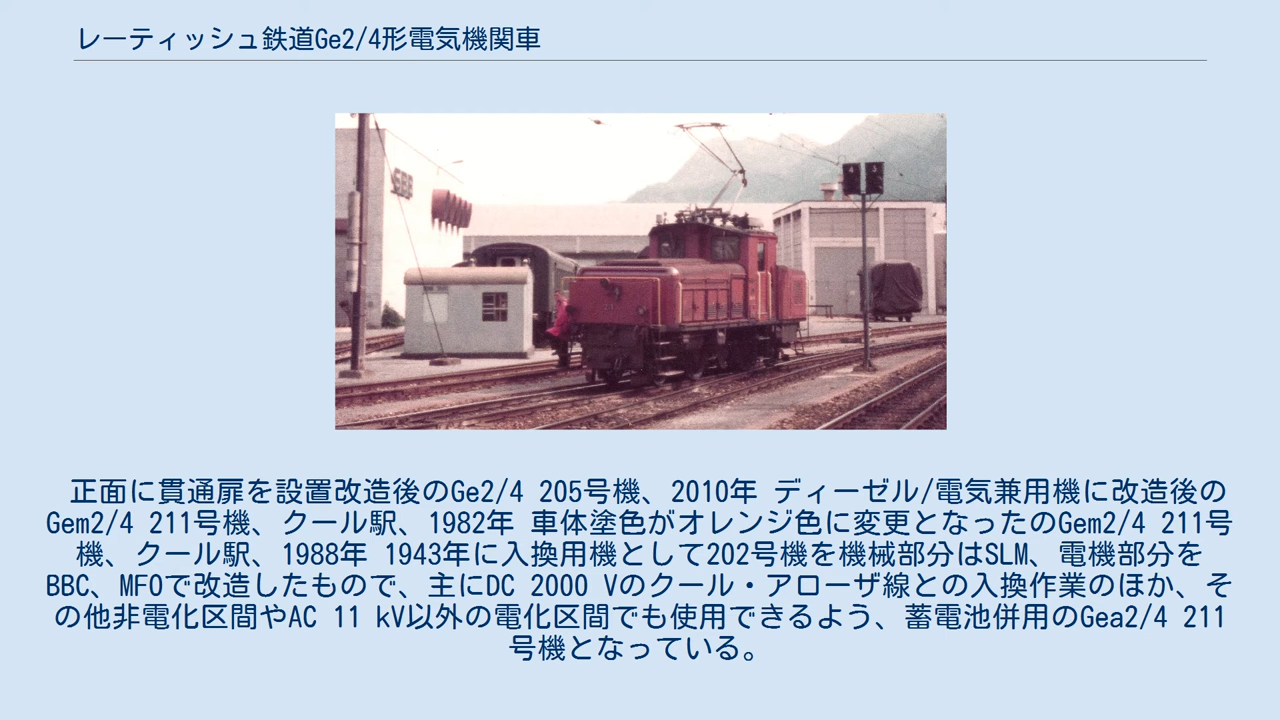 レーティッシュ鉄道Ge2/4形電気機関車
SBB
正面に貫通扉を設置改造後のGe2/4 205号機、2010年 ディーゼル/電気兼用機に改造後の
Gem2/4 211号機、クール駅、1982年 車体塗色がオレンジ色に変更となったのGem2/4 211号
機、クール駅、1988年 1943年に入換用機として202号機を機械部分はSLM、電機部分を
BBC、MFOで改造したもので、主にDC 2000 Vのクール・アローザ線との入換作業のほか、そ
の他非電化区間やAC 11 kV以外の電化区間でも使用できるよう、蓄電池併用のGea2/4 211
号機となっている。